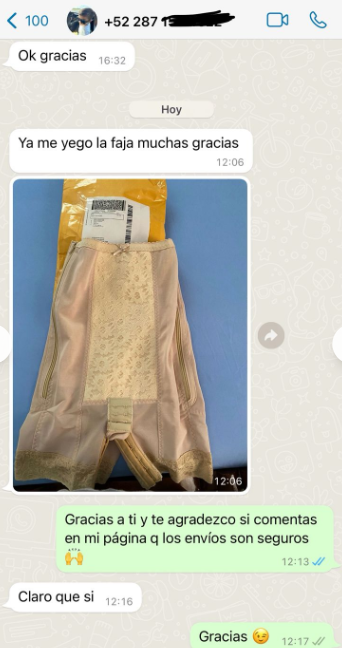 100
+52 287
Ok gracias 16:32
Hoy
Ya me yego la faja muchas gracias
12:06
12:06
Gracias a ti y te agradezco si comentas
en mi página q los envíos son seguros
🙌
12:13
Claro que si 12:16
Gracias 😉 12:17